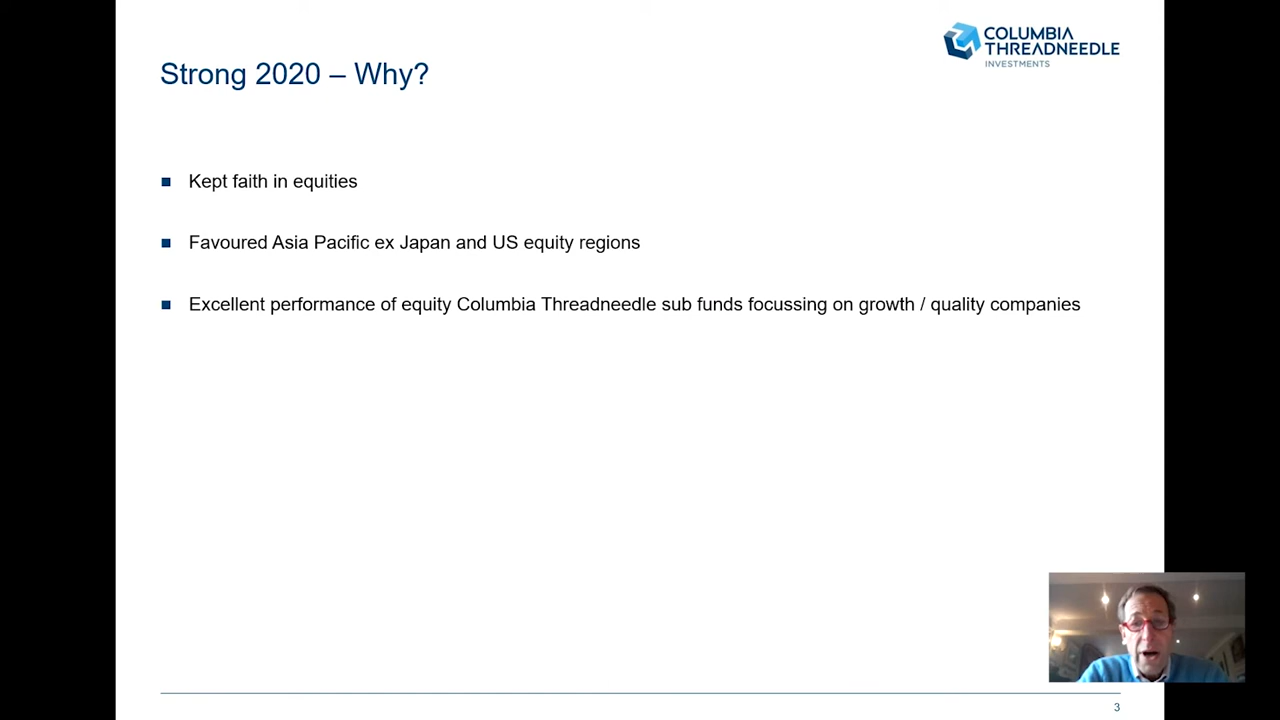 COLUMBIA
THREADNEEDLE
INVESTMENTS
Strong 2020 – Why?
Kept faith in equities
Favoured Asia Pacific ex Japan and US equity regions
Excellent performance of equity Columbia Threadneedle sub funds focussing on growth / quality companies
3